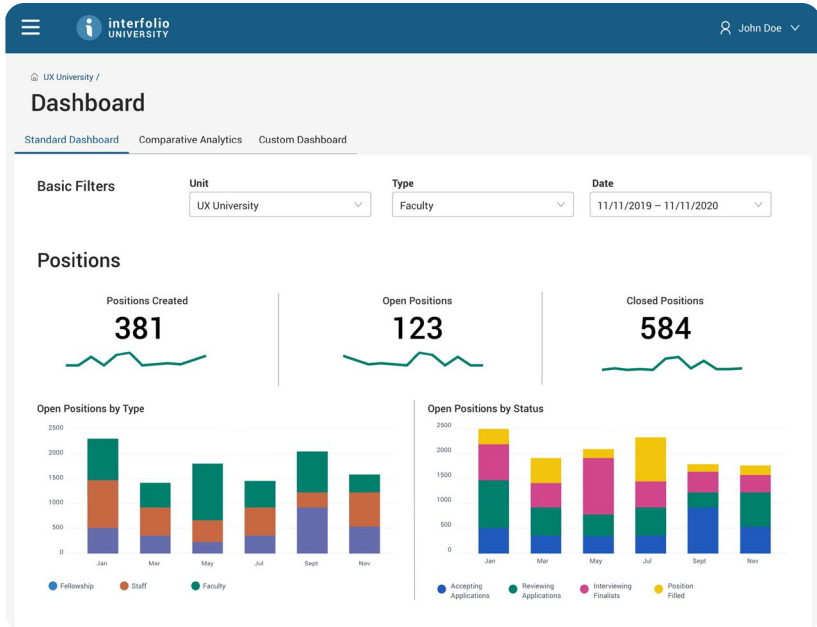 interfolio
UNIVERSITY
John Doe
UX University /
Dashboard
Standard Dashboard Comparative Analytics Custom Dashboard
Basic Filters
Unit Type Date
UX University Faculty 11/11/2019 – 11/11/2020
Positions
Positions Created Open Positions Closed Positions
381 123 584
Open Positions by Type
2500
2000
1500
1000
500
0
Jan Mar May Jul Sept Nov
Fellowship Staff Faculty
Open Positions by Status
2500
2000
1500
1000
500
0
Jan Mar May Jul Sept Nov
Accepting Applications
Reviewing Applications
Interviewing Finalists
Position Filled